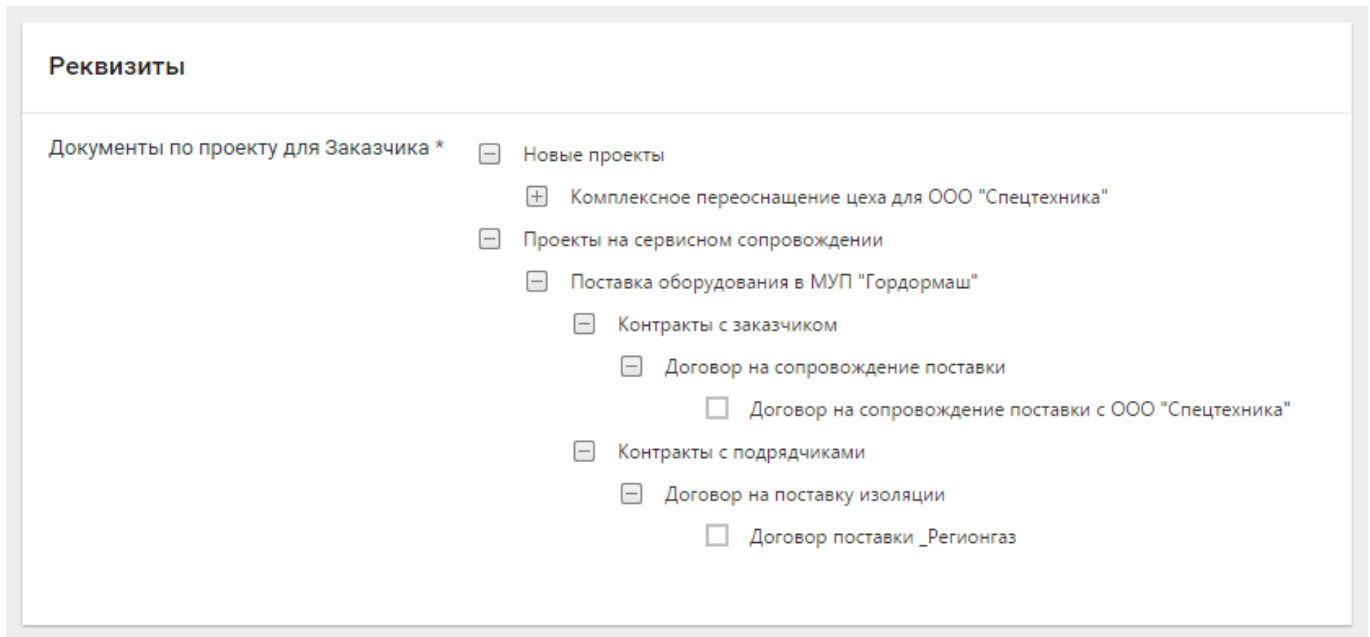 Реквизиты
Документы по проекту для Заказчика *
Новые проекты
Комплексное переоснащение цеха для ООО "Спецтехника"
Проекты на сервисном сопровождении
Поставка оборудования в МУП "Гордормаш"
Контракты с заказчиком
Договор на сопровождение поставки
Договор на сопровождение поставки с ООО "Спецтехника"
Контракты с подрядчиками
Договор на поставку изоляции
Договор поставки _Регионгаз